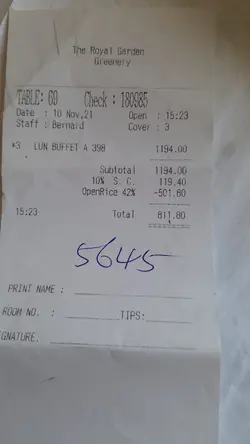 The Royal Garden
Greenery
TABLE: 69 Check : 180985
Date : 10 Nov,21 Open : 15:23
Staff : Bernard Cover : 3
*3 LUN BUFFET A 398 1194.00
Subtotal 1194.00
10% S. C. 119.40
OpenRice 42% -501.60
15:23 Total 811.80
5645
PRINT NAME :
ROOM NO. : TIPS:
IGNATURE.